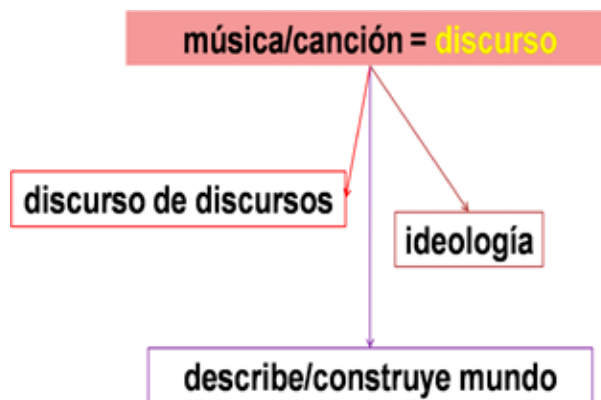 música/canción = discurso
discurso de discursos
ideología
describe/construye mundo